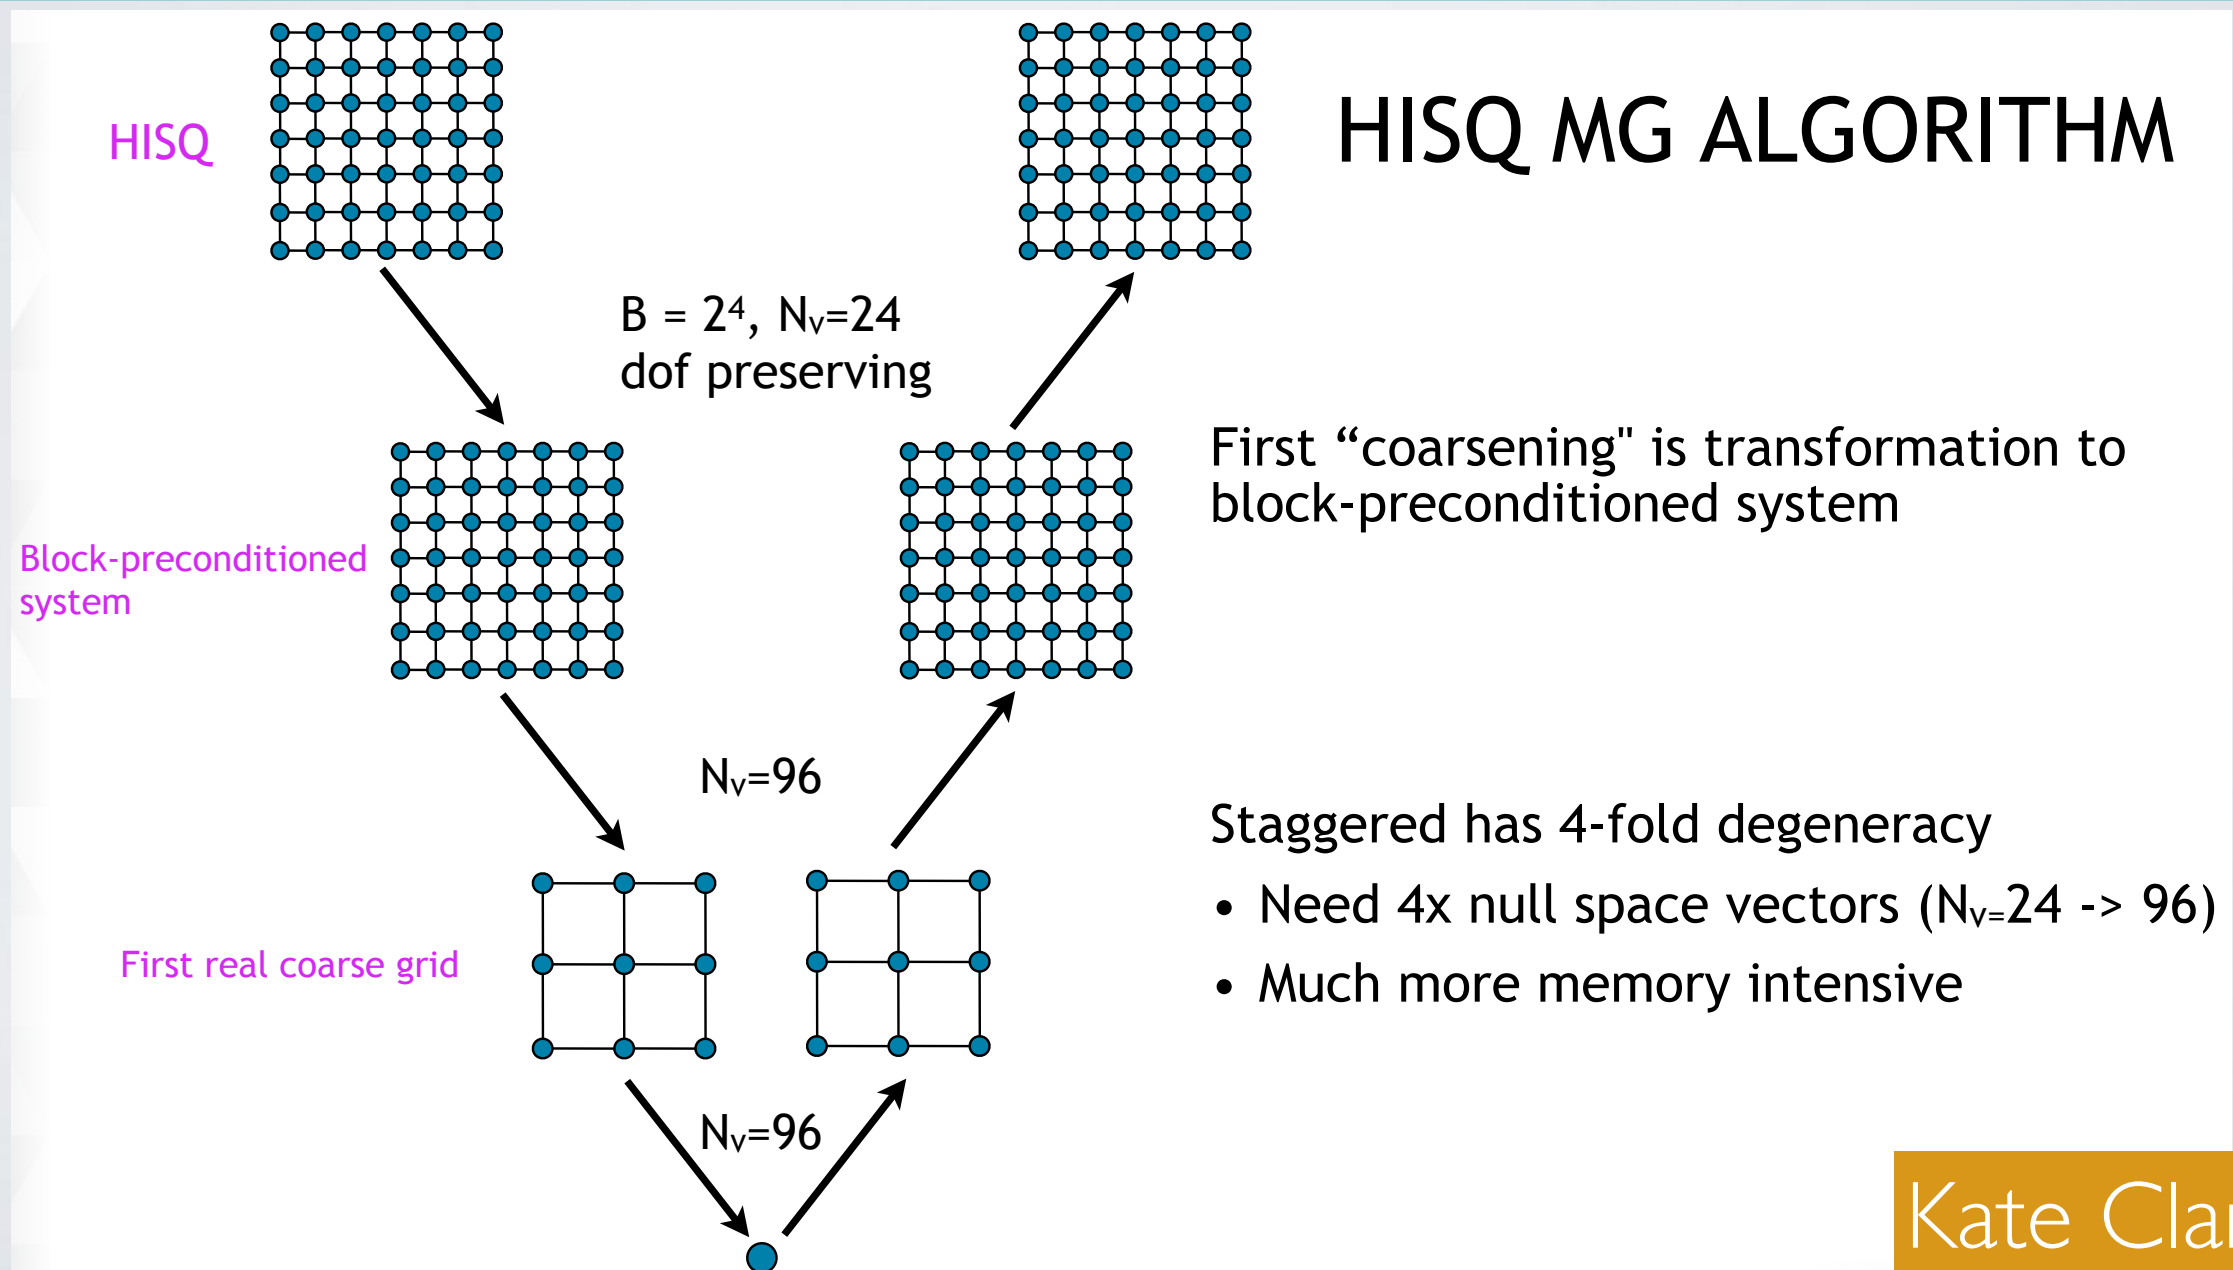 HISQ MG ALGORITHM
HISQ
B = 2⁴, Nᵥ=24
dof preserving
First “coarsening" is transformation to
block-preconditioned system
Block-preconditioned
system
Nᵥ=96
Staggered has 4-fold degeneracy
• Need 4x null space vectors (Nᵥ₌24 -> 96)
• Much more memory intensive
First real coarse grid
Nᵥ=96
Kate